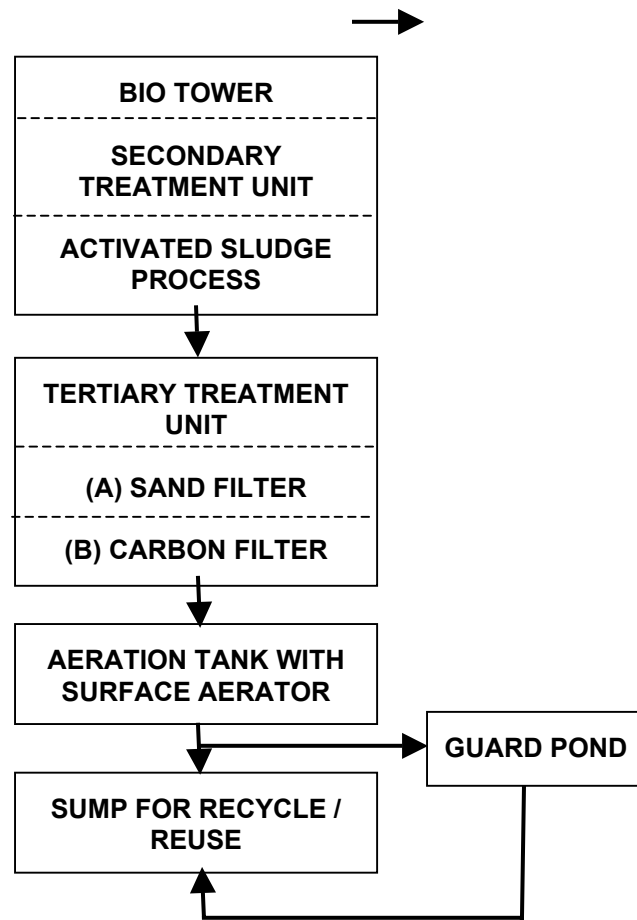 BIO TOWER
SECONDARY
TREATMENT UNIT
ACTIVATED SLUDGE
PROCESS
TERTIARY TREATMENT
UNIT
(A) SAND FILTER
(B) CARBON FILTER
AERATION TANK WITH
SURFACE AERATOR
GUARD POND
SUMP FOR RECYCLE /
REUSE